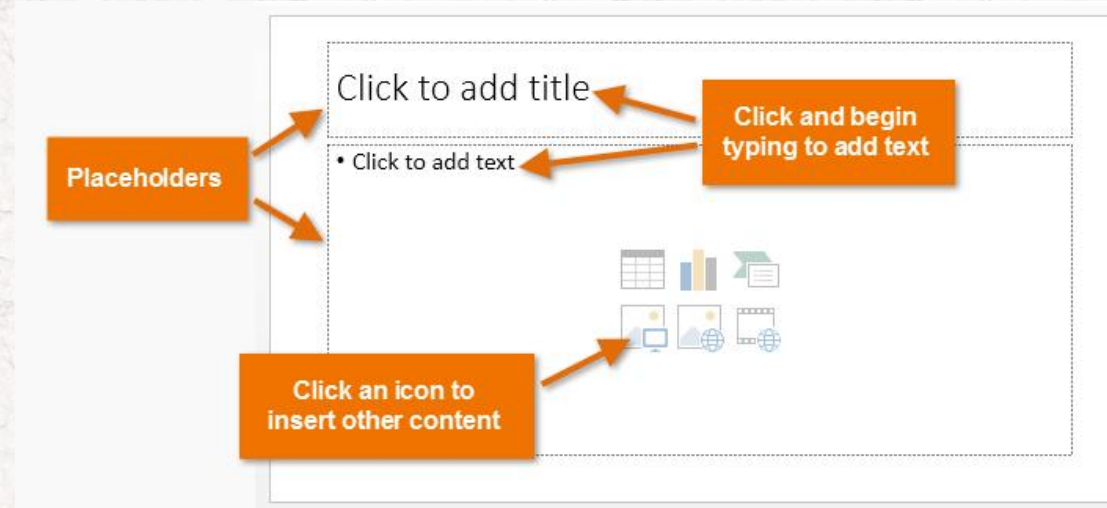 Click to add title
Click and begin
typing to add text
Placeholders
• Click to add text
Click an icon to
insert other content